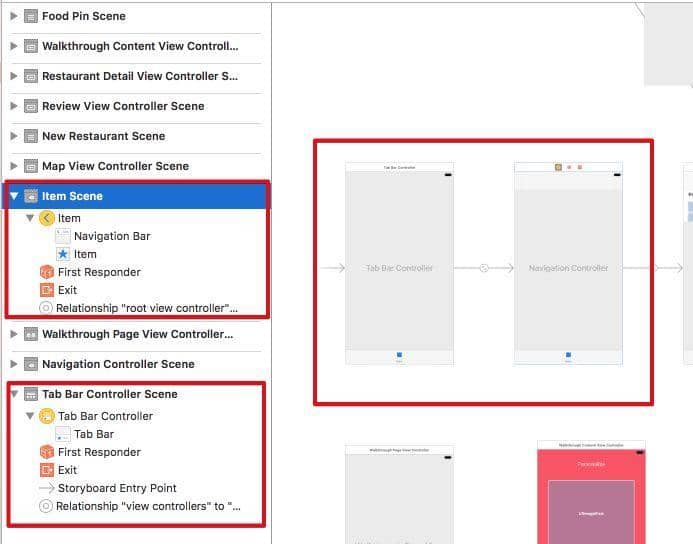 Food Pin Scene
Walkthrough Content View Controll...
Restaurant Detail View Controller S...
Review View Controller Scene
New Restaurant Scene
Map View Controller Scene
Item Scene
Item
Navigation Bar
Item
First Responder
Exit
Relationship "root view controller"...
Walkthrough Page View Controller...
Navigation Controller Scene
Tab Bar Controller Scene
Tab Bar Controller
Tab Bar
First Responder
Exit
Storyboard Entry Point
Relationship "view controllers" to "...
Tab Bar Controller
Tab Bar Controller
Navigation Controller
Walkthrough Page View Controller
Walkthrough Content View Controller
Personalize
UIImageView